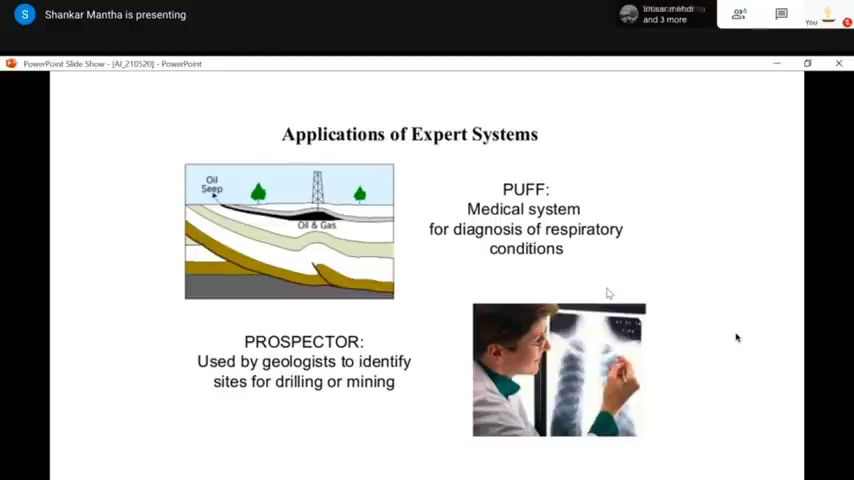 S
Shankar Mantha is presenting
and 3 more
You
PowerPoint Slide Show - [AI_210520] - PowerPoint
Applications of Expert Systems
Oil
Seep
Oil & Gas
PUFF:
Medical system
for diagnosis of respiratory
conditions
PROSPECTOR:
Used by geologists to identify
sites for drilling or mining